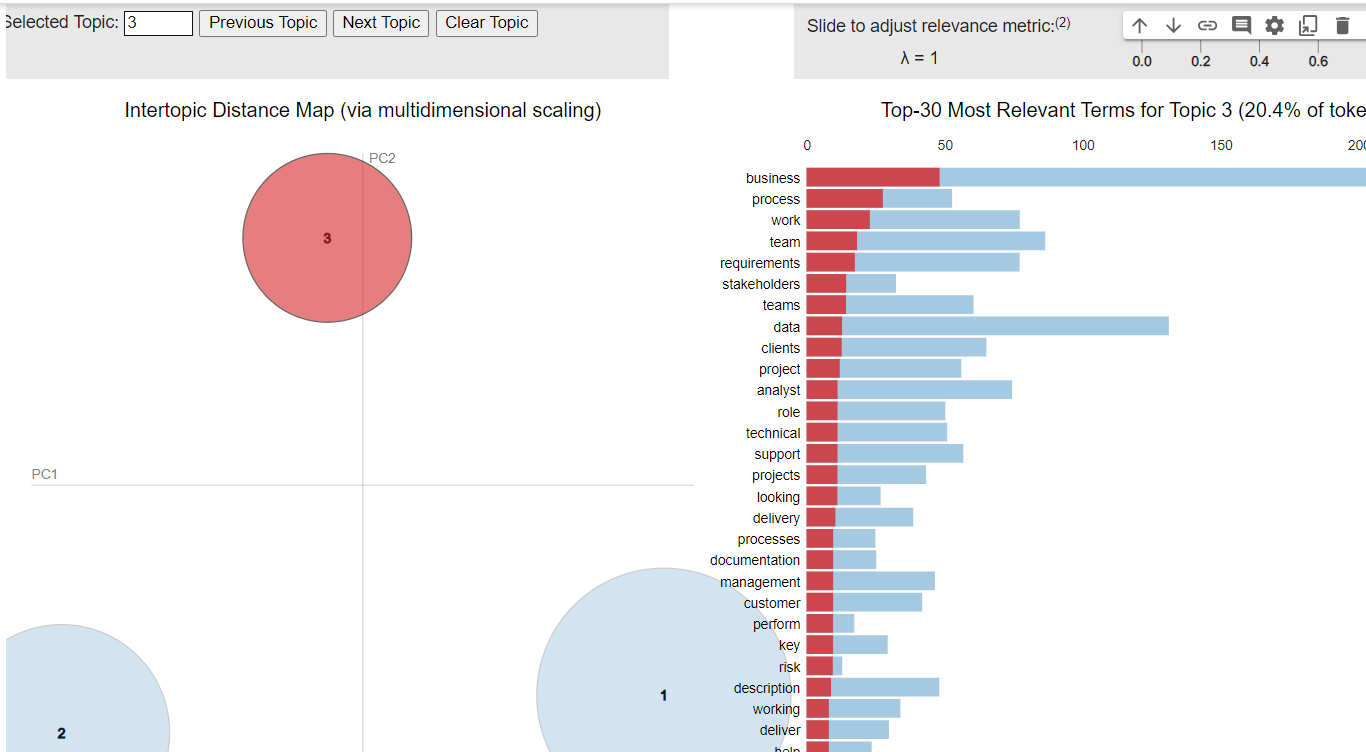 Selected Topic: 3 Previous Topic Next Topic Clear Topic
Slide to adjust relevance metric:(2)
λ = 1
0.0 0.2 0.4 0.6
Intertopic Distance Map (via multidimensional scaling)
PC2
3
PC1
1
2
Top-30 Most Relevant Terms for Topic 3 (20.4% of toke
0 50 100 150 200
business
process
work
team
requirements
stakeholders
teams
data
clients
project
analyst
role
technical
support
projects
looking
delivery
processes
documentation
management
customer
perform
key
risk
description
working
deliver
help